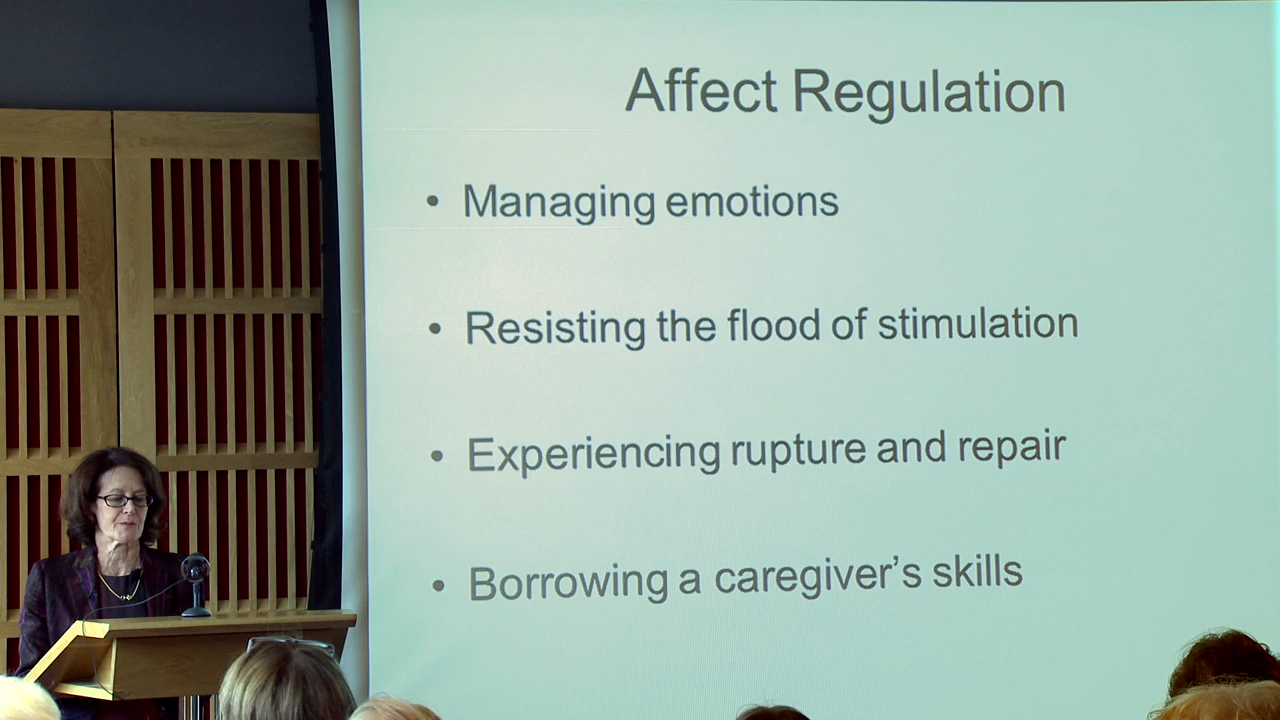 Affect Regulation
• Managing emotions
• Resisting the flood of stimulation
• Experiencing rupture and repair
• Borrowing a caregiver’s skills